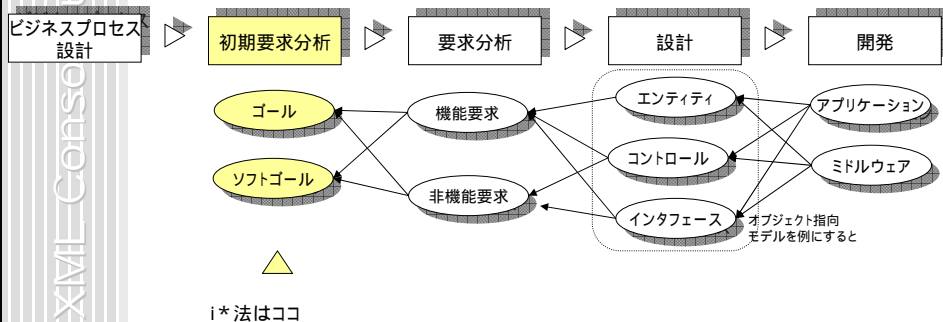 ビジネスプロセス
設計
初期要求分析
要求分析
設計
開発
ゴール
機能要求
エンティティ
アプリケーション
コントロール
ソフトゴール
非機能要求
ミドルウェア
インタフェース
オブジェクト指向
モデルを例にすると
i*法はココ
XML Conso